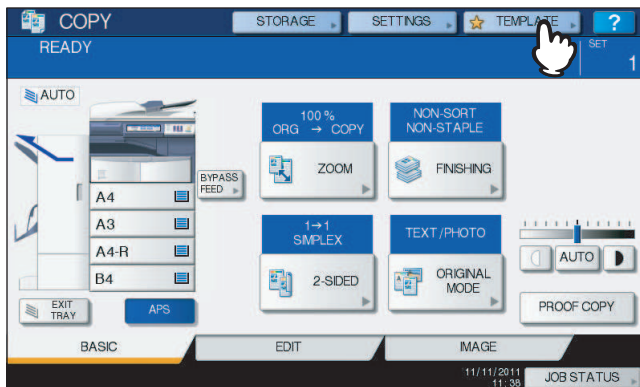 COPY
STORAGE
SETTINGS
TEMPLATE
?
READY
SET
1
AUTO
100 %
ORG → COPY
NON-SORT
NON-STAPLE
ZOOM
FINISHING
BYPASS
FEED
A4
A3
A4-R
B4
1→1
SIMPLEX
TEXT/PHOTO
2-SIDED
ORIGINAL
MODE
AUTO
EXIT
TRAY
APS
PROOF COPY
BASIC
EDIT
IMAGE
11/11/2011
11:38
JOB STATUS